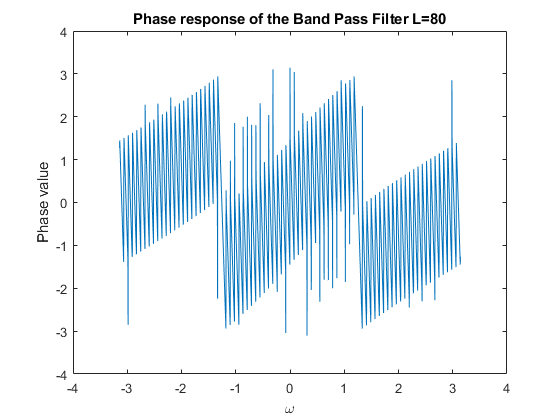 Phase response of the Band Pass Filter L=80
4
3
2
1
0
-1
-2
-3
-4
Phase value
-4 -3 -2 -1 0 1 2 3 4
ω